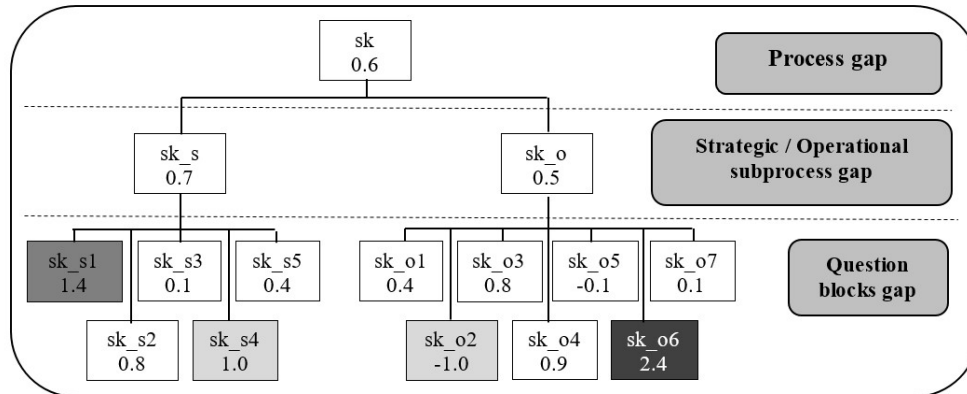 sk
0.6
Process gap
sk_s
0.7
sk_o
0.5
Strategic / Operational
subprocess gap
sk_s1
1.4
sk_s3
0.1
sk_s5
0.4
sk_o1
0.4
sk_o3
0.8
sk_o5
-0.1
sk_o7
0.1
Question
blocks gap
sk_s2
0.8
sk_s4
1.0
sk_o2
-1.0
sk_o4
0.9
sk_o6
2.4